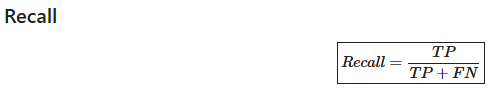 Recall
Recall = TP / TP + FN